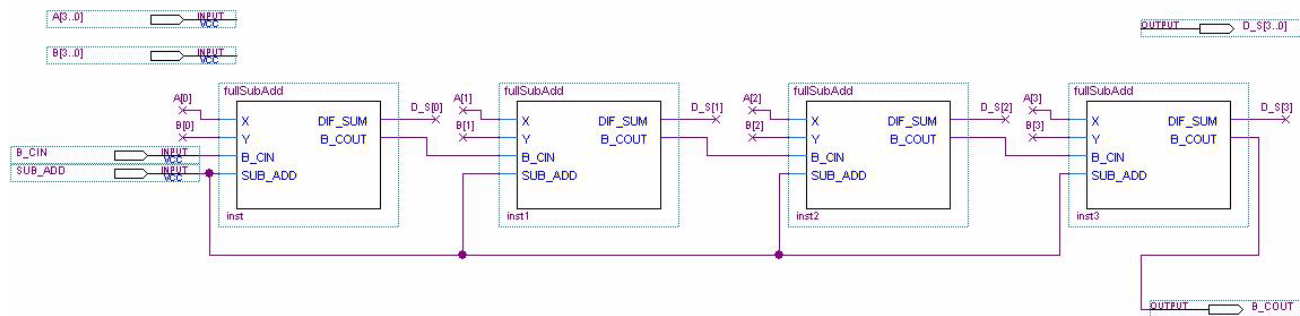 A[3..0] INPUT VCC
OUTPUT D_S[3..0]
B[3..0] INPUT VCC
fullSubAdd
A[0]
B[0]
X
Y
B_CIN
SUB_ADD
DIF_SUM
B_COUT
D_S[0]
inst
B_CIN INPUT VCC
SUB_ADD INPUT VCC
fullSubAdd
A[1]
B[1]
X
Y
B_CIN
SUB_ADD
DIF_SUM
B_COUT
D_S[1]
inst1
fullSubAdd
A[2]
B[2]
X
Y
B_CIN
SUB_ADD
DIF_SUM
B_COUT
D_S[2]
inst2
fullSubAdd
A[3]
B[3]
X
Y
B_CIN
SUB_ADD
DIF_SUM
B_COUT
D_S[3]
inst3
OUTPUT B_COUT